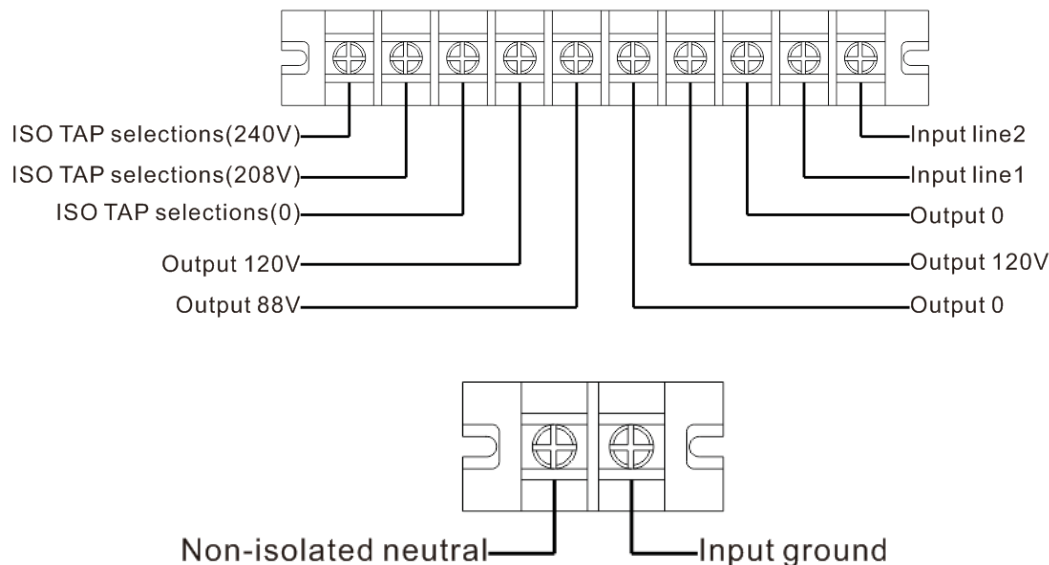 ISO TAP selections(240V)
Input line2
ISO TAP selections(208V)
Input line1
ISO TAP selections(0)
Output 0
Output 120V
Output 120V
Output 88V
Output 0
Non-isolated neutral
Input ground